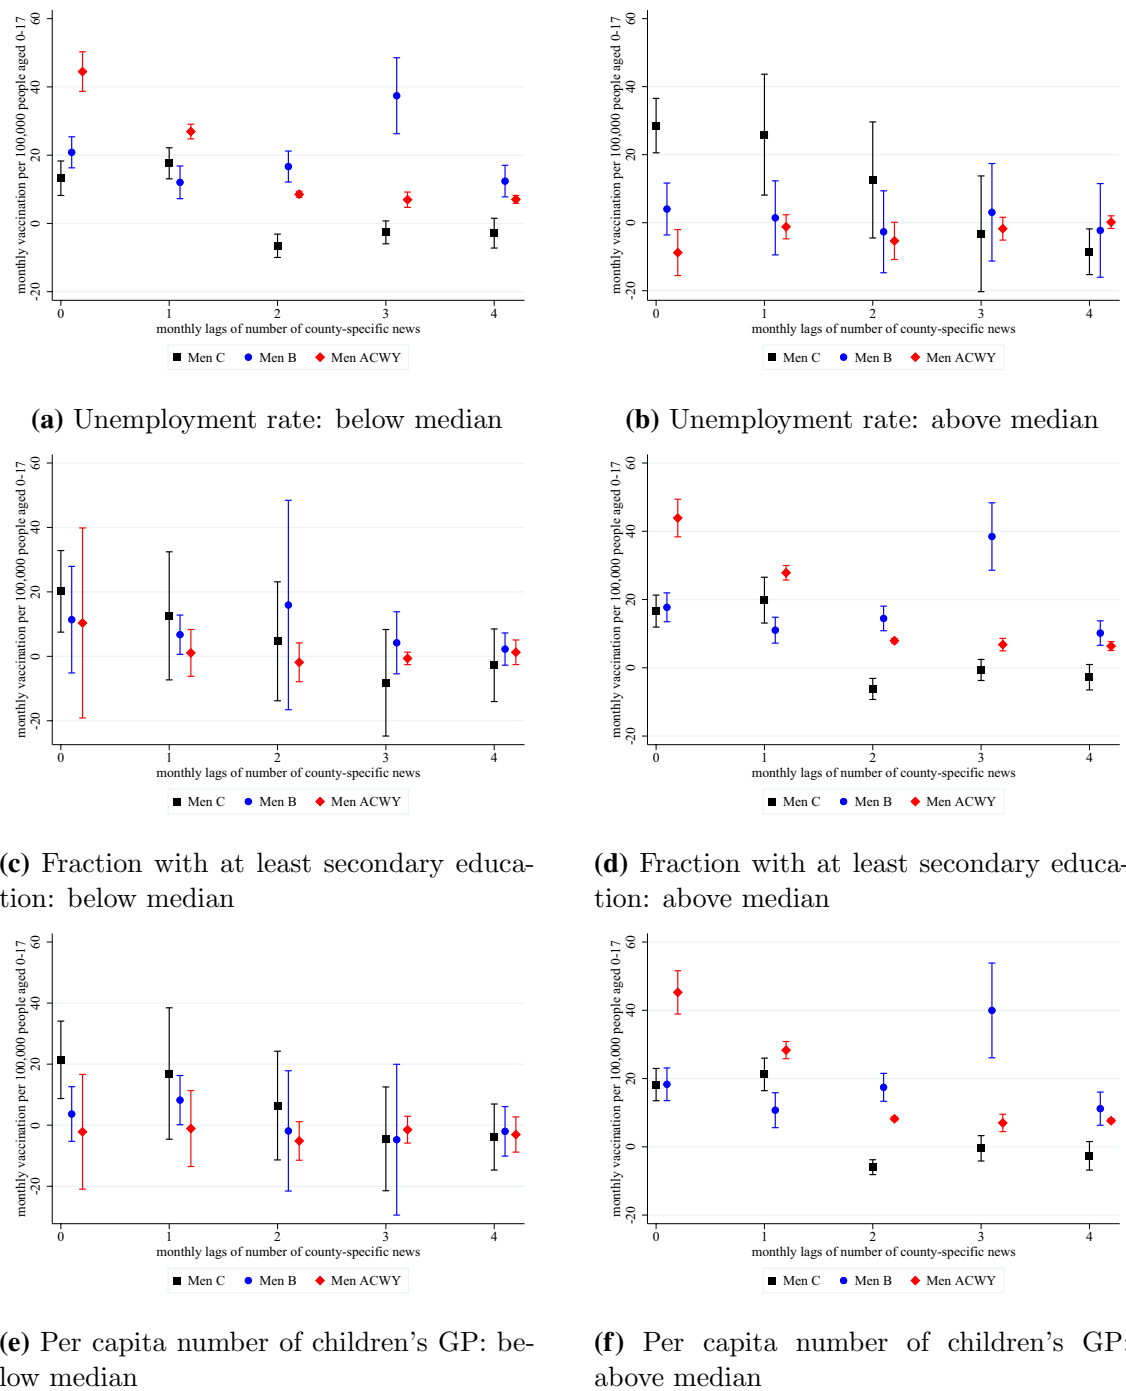 monthly vaccination per 100,000 people aged 0-17
60
40
20
0
-20
0 1 2 3 4
monthly lags of number of county-specific news
Men C Men B Men ACWY
(a) Unemployment rate: below median
monthly vaccination per 100,000 people aged 0-17
60
40
20
0
-20
0 1 2 3 4
monthly lags of number of county-specific news
Men C Men B Men ACWY
(b) Unemployment rate: above median
monthly vaccination per 100,000 people aged 0-17
60
40
20
0
-20
0 1 2 3 4
monthly lags of number of county-specific news
Men C Men B Men ACWY
(c) Fraction with at least secondary educa-
tion: below median
monthly vaccination per 100,000 people aged 0-17
60
40
20
0
-20
0 1 2 3 4
monthly lags of number of county-specific news
Men C Men B Men ACWY
(d) Fraction with at least secondary educa-
tion: above median
monthly vaccination per 100,000 people aged 0-17
60
40
20
0
-20
0 1 2 3 4
monthly lags of number of county-specific news
Men C Men B Men ACWY
(e) Per capita number of children's GP: be-
low median
monthly vaccination per 100,000 people aged 0-17
60
40
20
0
-20
0 1 2 3 4
monthly lags of number of county-specific news
Men C Men B Men ACWY
(f) Per capita number of children's GP:
above median